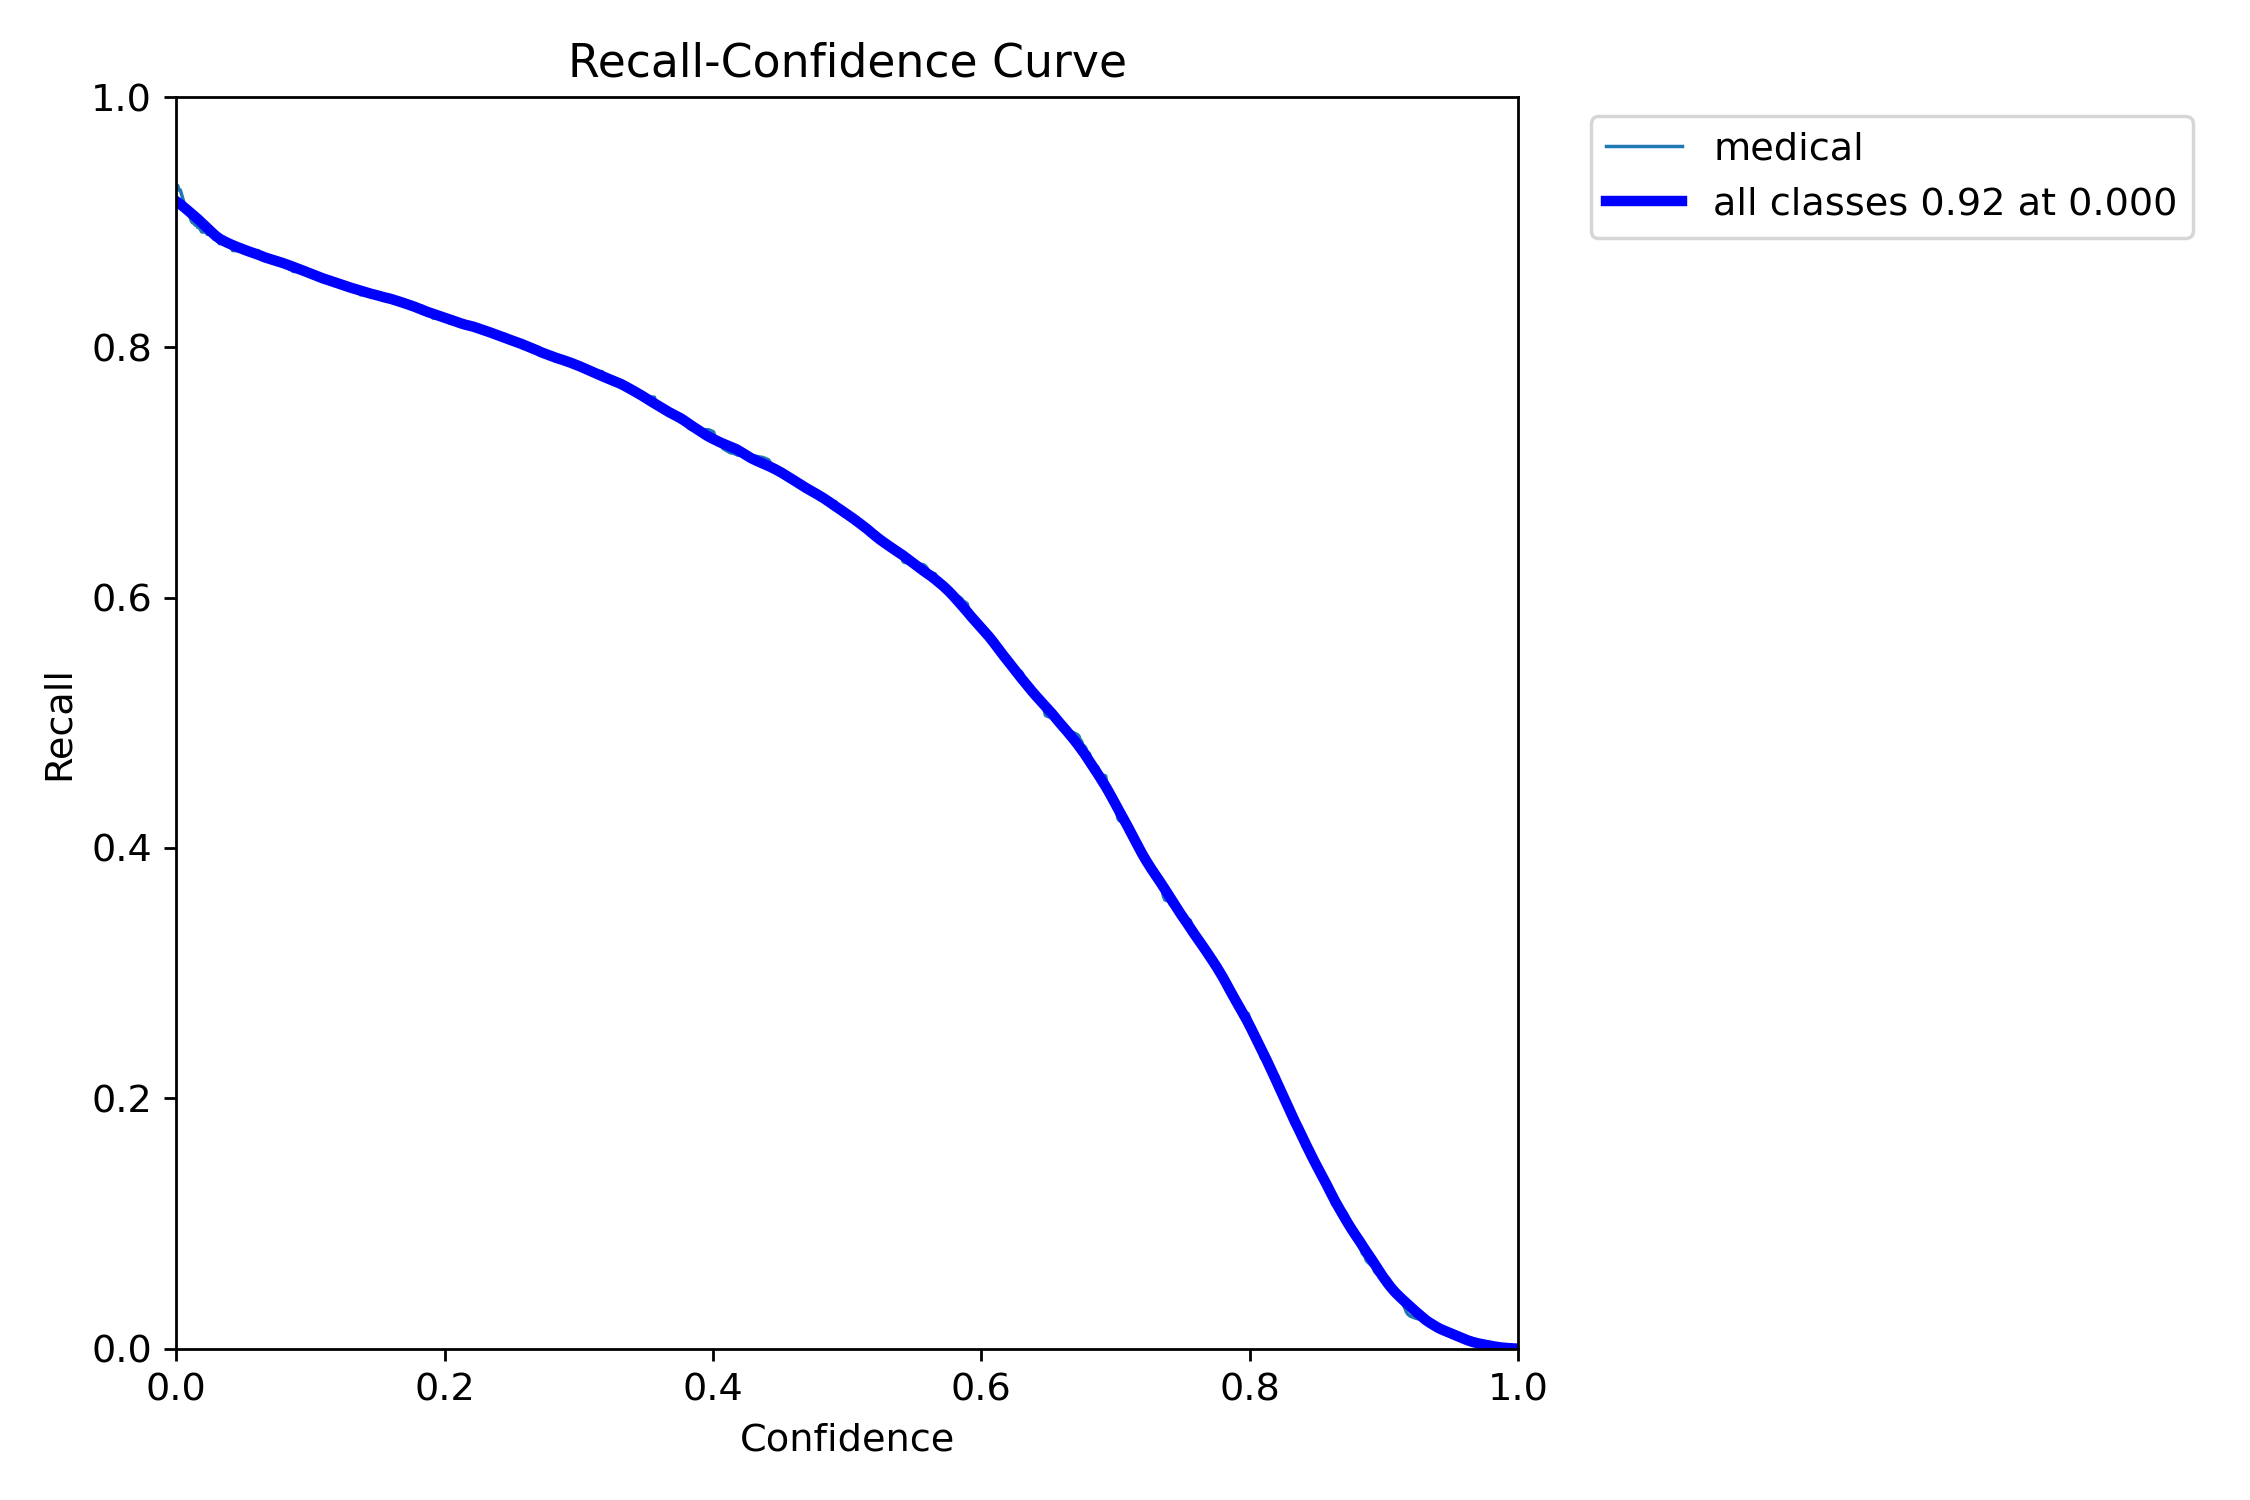 Recall-Confidence Curve
1.0
0.8
0.6
0.4
0.2
0.0
Recall
0.0 0.2 0.4 0.6 0.8 1.0
Confidence
medical
all classes 0.92 at 0.000